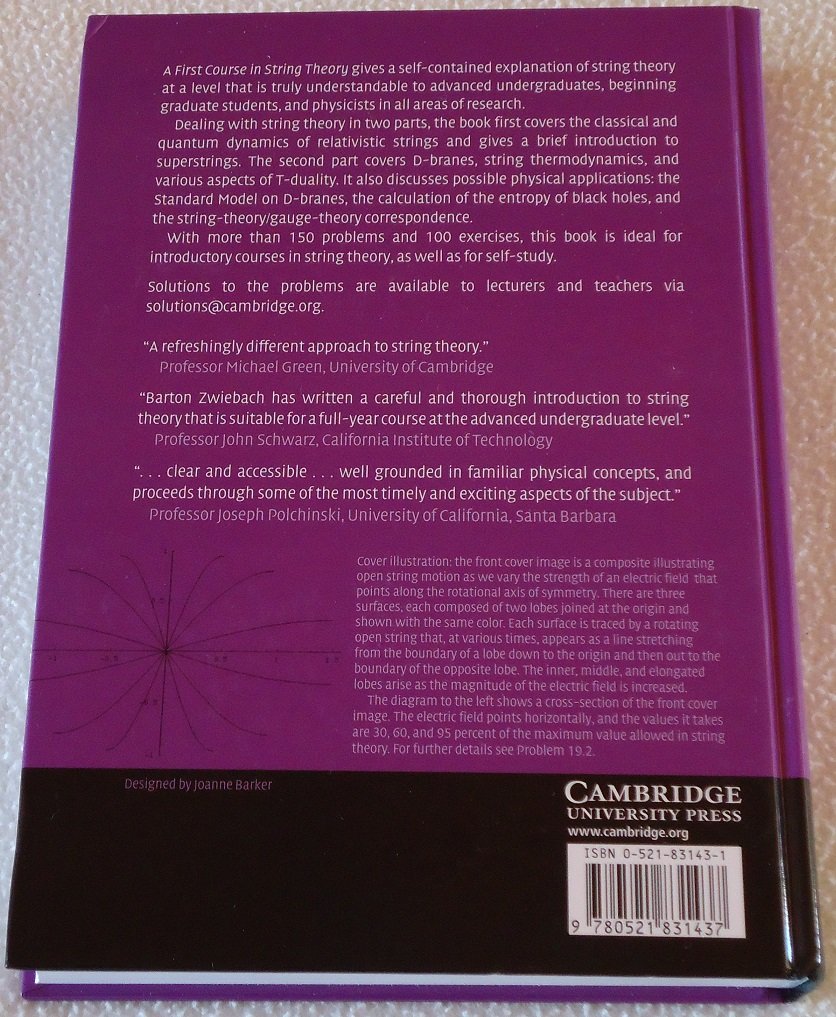 A First Course in String Theory gives a self-contained explanation of string theory
at a level that is truly understandable to advanced undergraduates, beginning
graduate students, and physicists in all areas of research.
Dealing with string theory in two parts, the book first covers the classical and
quantum dynamics of relativistic strings and gives a brief introduction to
superstrings. The second part covers D-branes, string thermodynamics, and
various aspects of T-duality. It also discusses possible physical applications: the
Standard Model on D-branes, the calculation of the entropy of black holes, and
the string-theory/gauge-theory correspondence.
With more than 150 problems and 100 exercises, this book is ideal for
introductory courses in string theory, as well as for self-study.
Solutions to the problems are available to lecturers and teachers via
solutions@cambridge.org.
“A refreshingly different approach to string theory.”
Professor Michael Green, University of Cambridge
“Barton Zwiebach has written a careful and thorough introduction to string
theory that is suitable for a full-year course at the advanced undergraduate level.”
Professor John Schwarz, California Institute of Technology
“. . . clear and accessible . . . well grounded in familiar physical concepts, and
proceeds through some of the most timely and exciting aspects of the subject.”
Professor Joseph Polchinski, University of California, Santa Barbara
Cover illustration: the front cover image is a composite illustrating
open string motion as we vary the strength of an electric field that
points along the rotational axis of symmetry. There are three
surfaces, each composed of two lobes joined at the origin and
shown with the same color. Each surface is traced by a rotating
open string that, at various times, appears as a line stretching
from the boundary of a lobe down to the origin and then out to the
boundary of the opposite lobe. The inner, middle, and elongated
lobes arise as the magnitude of the electric field is increased.
The diagram to the left shows a cross-section of the front cover
image. The electric field points horizontally, and the values it takes
are 30, 60, and 95 percent of the maximum value allowed in string
theory. For further details see Problem 19.2.
Designed by Joanne Barker
CAMBRIDGE
UNIVERSITY PRESS
www.cambridge.org
ISBN 0-521-83143-1
9 780521 831437